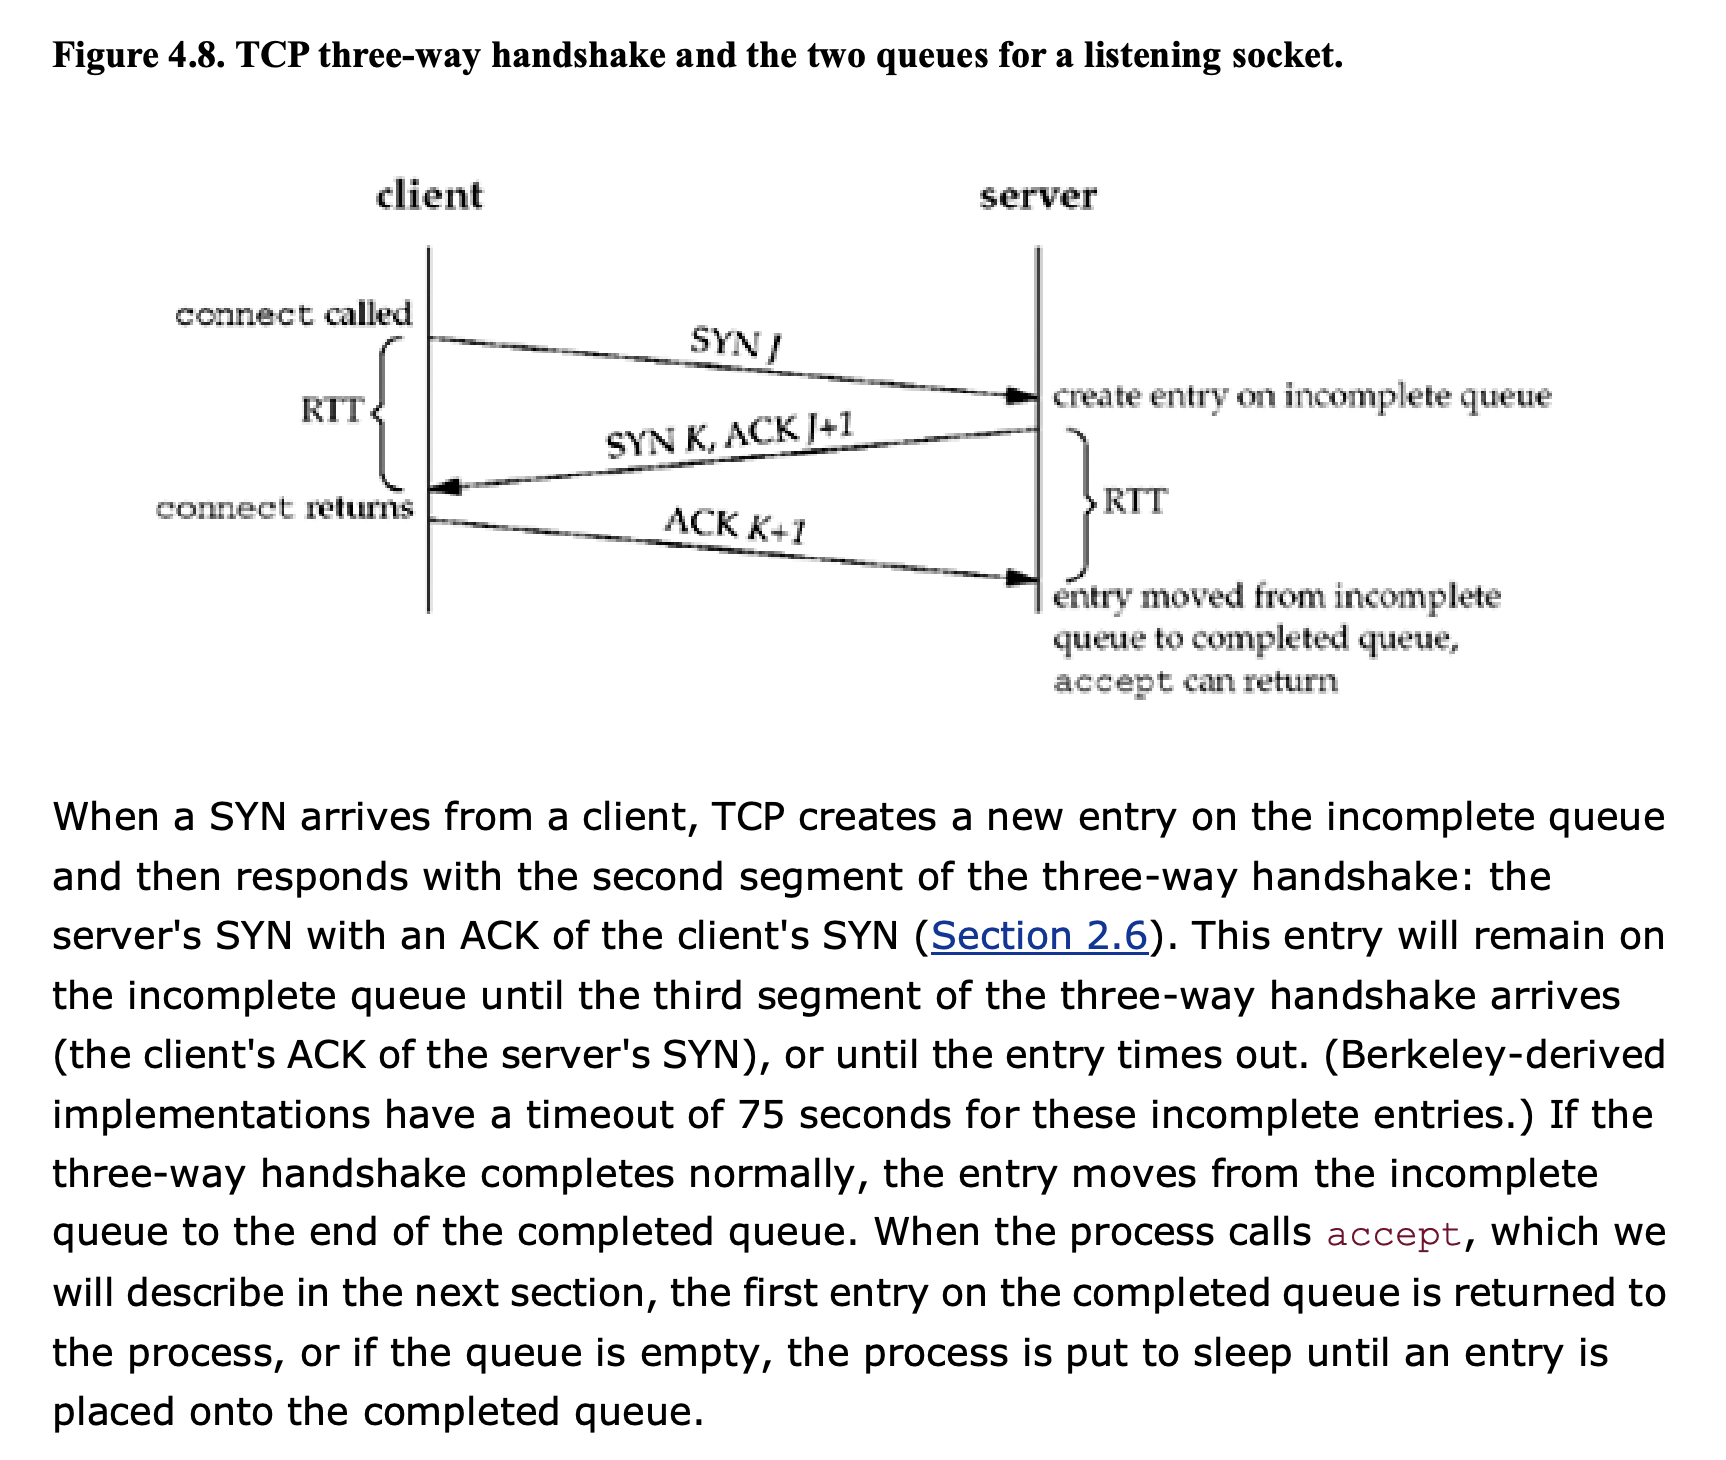 Figure 4.8. TCP three-way handshake and the two queues for a listening socket.
client
server
connect called
SYN J
RTT
create entry on incomplete queue
SYN K, ACK J+1
RTT
connect returns
ACK K+1
entry moved from incomplete
queue to completed queue,
accept can return
When a SYN arrives from a client, TCP creates a new entry on the incomplete queue
and then responds with the second segment of the three-way handshake: the
server's SYN with an ACK of the client's SYN (Section 2.6). This entry will remain on
the incomplete queue until the third segment of the three-way handshake arrives
(the client's ACK of the server's SYN), or until the entry times out. (Berkeley-derived
implementations have a timeout of 75 seconds for these incomplete entries.) If the
three-way handshake completes normally, the entry moves from the incomplete
queue to the end of the completed queue. When the process calls accept, which we
will describe in the next section, the first entry on the completed queue is returned to
the process, or if the queue is empty, the process is put to sleep until an entry is
placed onto the completed queue.